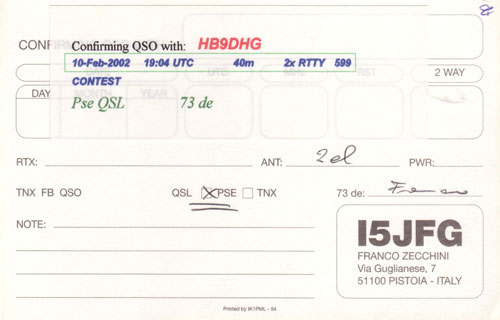 Confirming QSO with: HB9DHG
10-Feb-2002 19:04 UTC 40m 2x RTTY 599
CONTEST
Pse QSL 73 de
CONFI
UTC MHz RST 2 WAY
DAY MONTH YEAR
RTX: ANT: 2 el PWR:
TNX FB QSO QSL PSE TNX 73 de: Franco
NOTE:
I5JFG
FRANCO ZECCHINI
Via Guglianese, 7
51100 PISTOIA - ITALY
Printed by IK1PML - 94